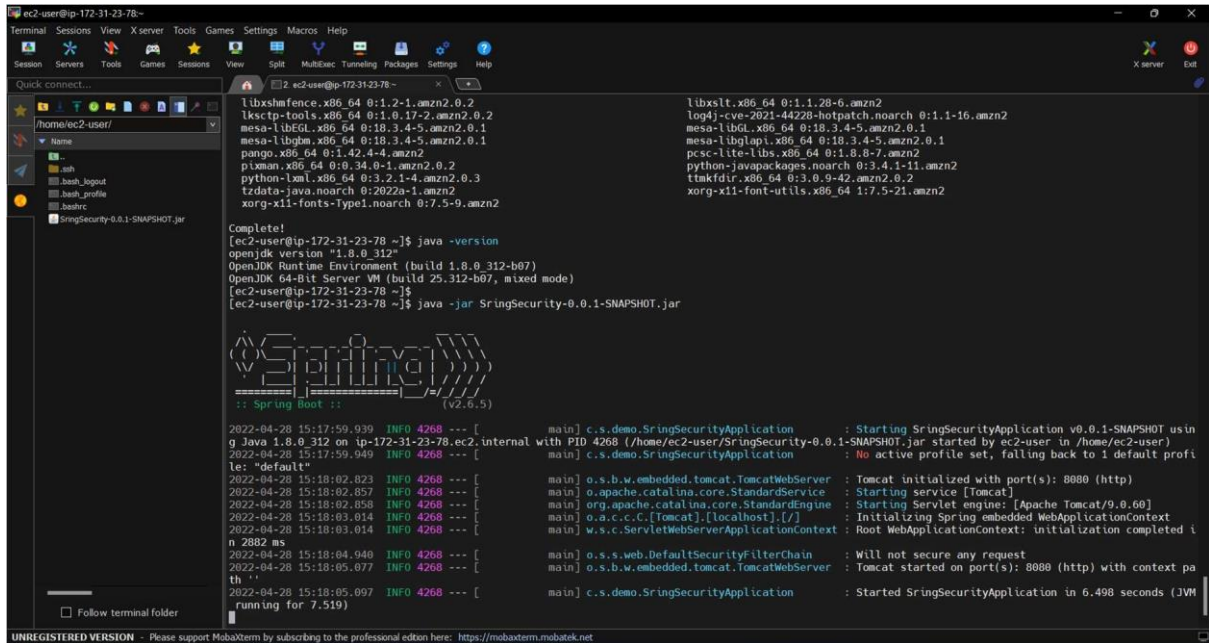 ec2-user@ip-172-31-23-78:~
Terminal Sessions View X server Tools Games Settings Macros Help
Session Servers Tools Games Sessions View Split MultiExec Tunneling Packages Settings Help X server Exit
Quick connect...
2. ec2-user@ip-172-31-23-78:~
/home/ec2-user/
Name
..
.ssh
.bash_logout
.bash_profile
.bashrc
SringSecurity-0.0.1-SNAPSHOT.jar
libxshmfence.x86_64 0:1.2-1.amzn2.0.2 libxslt.x86_64 0:1.1.28-6.amzn2
lksctp-tools.x86_64 0:1.0.17-2.amzn2.0.2 log4j-cve-2021-44228-hotpatch.noarch 0:1.1-16.amzn2
mesa-libEGL.x86_64 0:18.3.4-5.amzn2.0.1 mesa-libGL.x86_64 0:18.3.4-5.amzn2.0.1
mesa-libgbm.x86_64 0:18.3.4-5.amzn2.0.1 mesa-libglapi.x86_64 0:18.3.4-5.amzn2.0.1
pango.x86_64 0:1.42.4-4.amzn2 pcsc-lite-libs.x86_64 0:1.8.8-7.amzn2
pixman.x86_64 0:0.34.0-1.amzn2.0.2 python-javapackages.noarch 0:3.4.1-11.amzn2
python-lxml.x86_64 0:3.2.1-4.amzn2.0.3 ttmkfdir.x86_64 0:3.0.9-42.amzn2.0.2
tzdata-java.noarch 0:2022a-1.amzn2 xorg-x11-font-utils.x86_64 1:7.5-21.amzn2
xorg-x11-fonts-Type1.noarch 0:7.5-9.amzn2
Complete!
[ec2-user@ip-172-31-23-78 ~]$ java -version
openjdk version "1.8.0_312"
OpenJDK Runtime Environment (build 1.8.0_312-b07)
OpenJDK 64-Bit Server VM (build 25.312-b07, mixed mode)
[ec2-user@ip-172-31-23-78 ~]$
[ec2-user@ip-172-31-23-78 ~]$ java -jar SringSecurity-0.0.1-SNAPSHOT.jar
Spring
:: Spring Boot :: (v2.6.5)
2022-04-28 15:17:59.939 INFO 4268 --- [ main] c.s.demo.SringSecurityApplication : Starting SringSecurityApplication v0.0.1-SNAPSHOT usin
g Java 1.8.0_312 on ip-172-31-23-78.ec2.internal with PID 4268 (/home/ec2-user/SringSecurity-0.0.1-SNAPSHOT.jar started by ec2-user in /home/ec2-user)
2022-04-28 15:17:59.949 INFO 4268 --- [ main] c.s.demo.SringSecurityApplication : No active profile set, falling back to 1 default profi
le: "default"
2022-04-28 15:18:02.823 INFO 4268 --- [ main] o.s.b.w.embedded.tomcat.TomcatWebServer : Tomcat initialized with port(s): 8080 (http)
2022-04-28 15:18:02.857 INFO 4268 --- [ main] o.apache.catalina.core.StandardService : Starting service [Tomcat]
2022-04-28 15:18:02.858 INFO 4268 --- [ main] org.apache.catalina.core.StandardEngine : Starting Servlet engine: [Apache Tomcat/9.0.60]
2022-04-28 15:18:03.014 INFO 4268 --- [ main] o.a.c.c.C.[Tomcat].[localhost].[/] : Initializing Spring embedded WebApplicationContext
2022-04-28 15:18:03.014 INFO 4268 --- [ main] w.s.c.ServletWebServerApplicationContext : Root WebApplicationContext: initialization completed i
n 2882 ms
2022-04-28 15:18:04.940 INFO 4268 --- [ main] o.s.s.web.DefaultSecurityFilterChain : Will not secure any request
2022-04-28 15:18:05.077 INFO 4268 --- [ main] o.s.b.w.embedded.tomcat.TomcatWebServer : Tomcat started on port(s): 8080 (http) with context pa
th ''
2022-04-28 15:18:05.097 INFO 4268 --- [ main] c.s.demo.SringSecurityApplication : Started SringSecurityApplication in 6.498 seconds (JVM
running for 7.519)
Follow terminal folder
UNREGISTERED VERSION - Please support MobaXterm by subscribing to the professional edition here: https://mobaxterm.mobatek.net